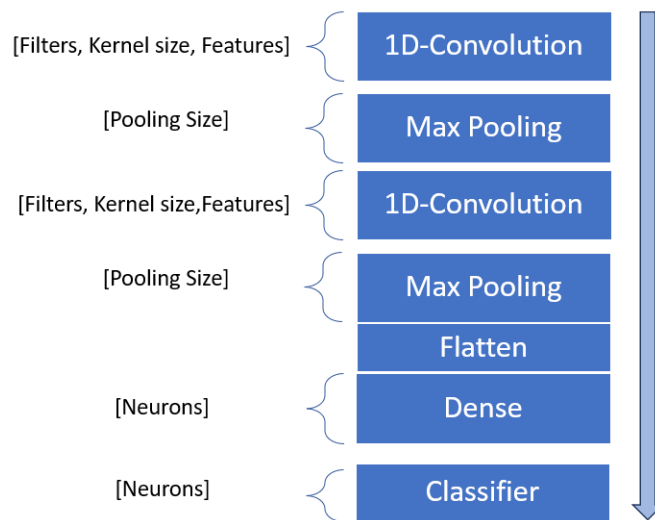 [Filters, Kernel size, Features]
1D-Convolution
[Pooling Size]
Max Pooling
[Filters, Kernel size,Features]
1D-Convolution
[Pooling Size]
Max Pooling
Flatten
[Neurons]
Dense
[Neurons]
Classifier